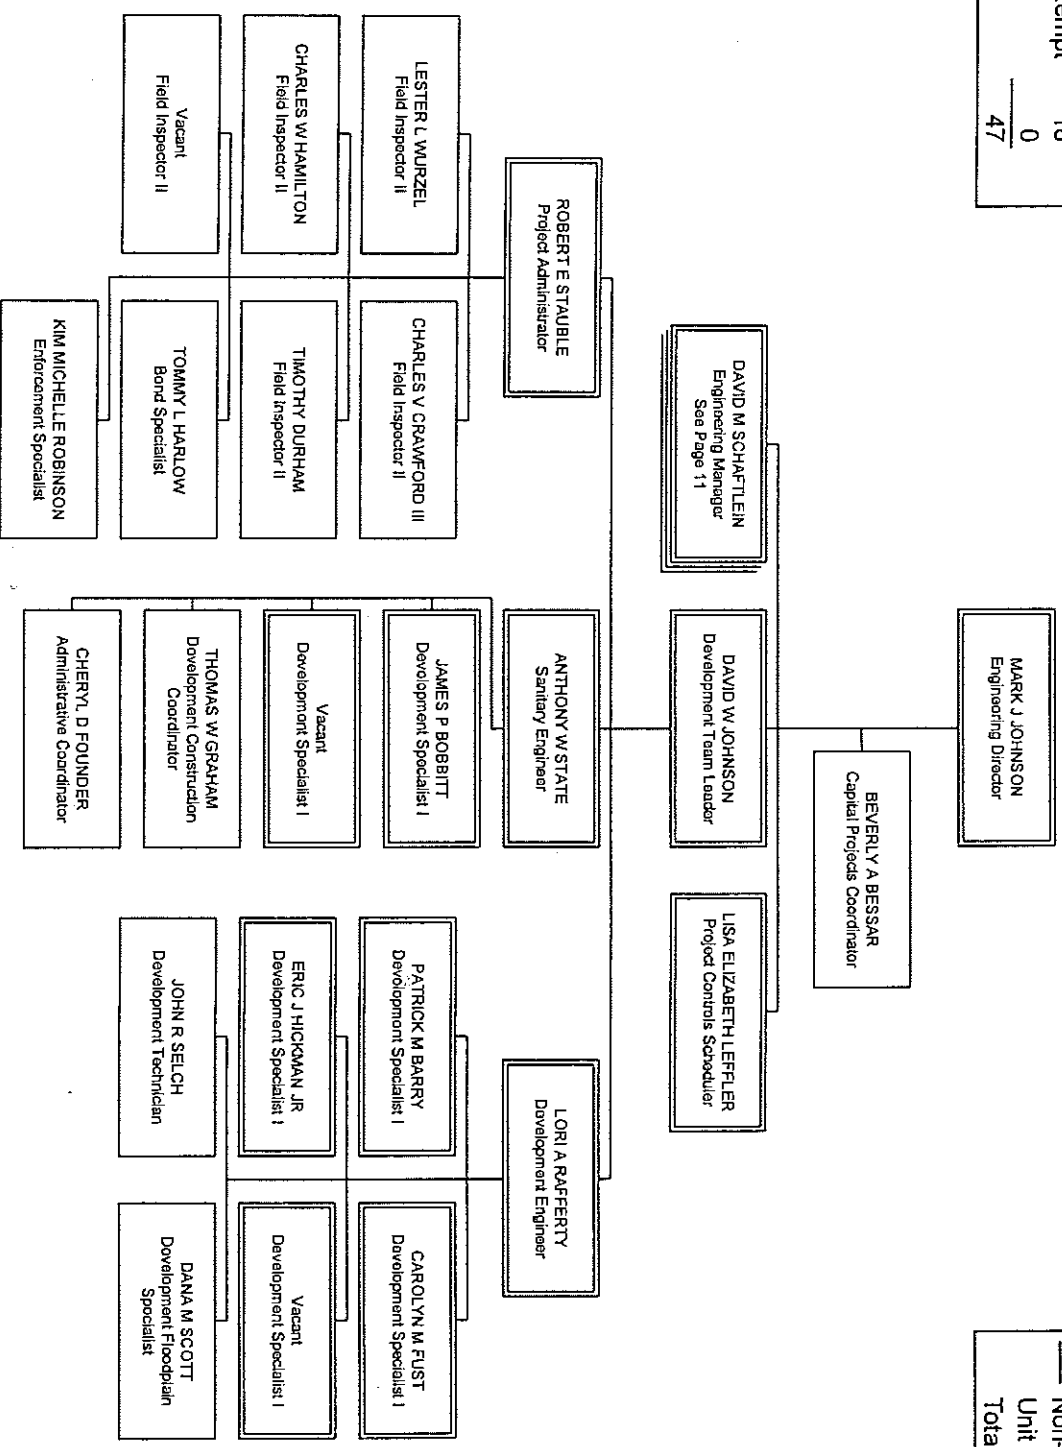 empt
0
47
Unit
Tota
MARK J JOHNSON
Engineering Director
BEVERLY A BESSAR
Capital Projects Coordinator
DAVID M SCHAFTLEIN
Engineering Manager
See Page 11
DAVID W JOHNSON
Development Team Leader
LISA ELIZABETH LEFFLER
Project Controls Scheduler
ROBERT E STAUBLE
Project Administrator
ANTHONY W STATE
Sanitary Engineer
LORI A RAFFERTY
Development Engineer
LESTER L WURZEL
Field Inspector II
CHARLES V CRAWFORD III
Field Inspector II
CHARLES W HAMILTON
Field Inspector II
TIMOTHY DURHAM
Field Inspector II
Vacant
Field Inspector II
TOMMY L HARLOW
Bond Specialist
KIM MICHELLE ROBINSON
Enforcement Specialist
JAMES P BOBBITT
Development Specialist I
Vacant
Development Specialist I
THOMAS W GRAHAM
Development Construction
Coordinator
CHERYL D FOUNDER
Administrative Coordinator
PATRICK M BARRY
Development Specialist I
CAROLYN M FUST
Development Specialist I
ERIC J HICKMAN JR
Development Specialist I
Vacant
Development Specialist I
JOHN R SELCH
Development Technician
DANA M SCOTT
Development Floodplain
Specialist